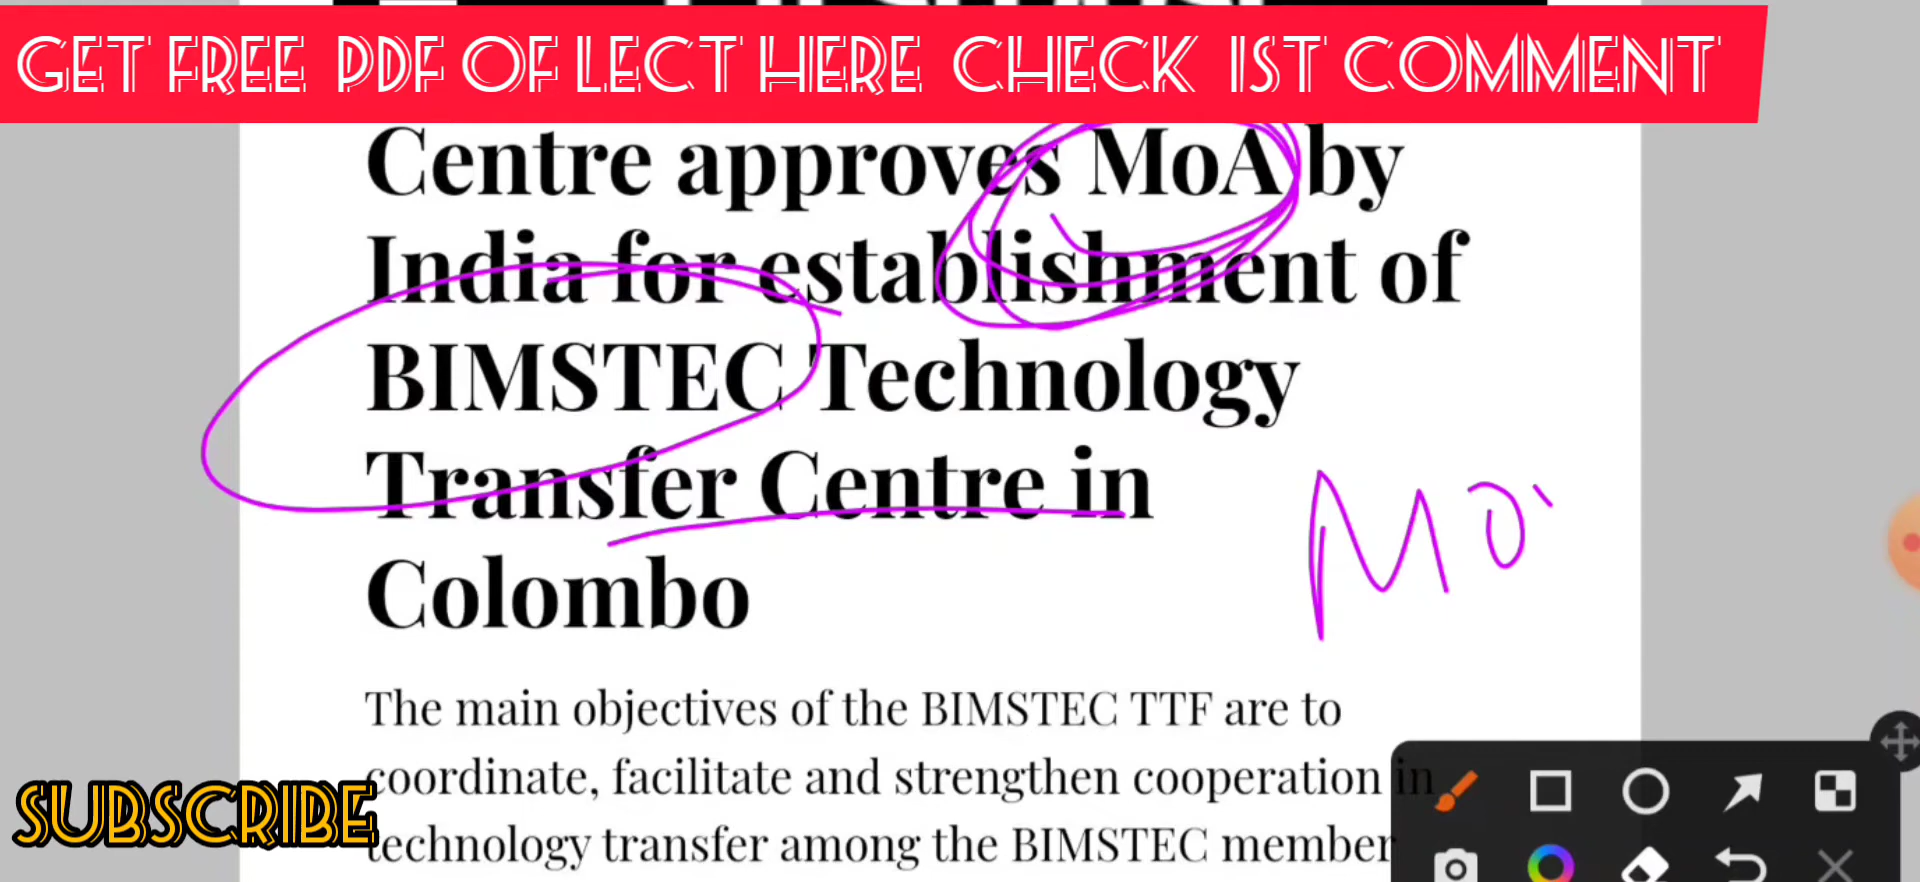 GET FREE PDF OF LECT HERE CHECK IST COMMENT
Centre approves MoA by
India for establishment of
BIMSTEC Technology
Transfer Centre in
Colombo
Mo
The main objectives of the BIMSTEC TTF are to
coordinate, facilitate and strengthen cooperation in
technology transfer among the BIMSTEC member
SUBSCRIBE